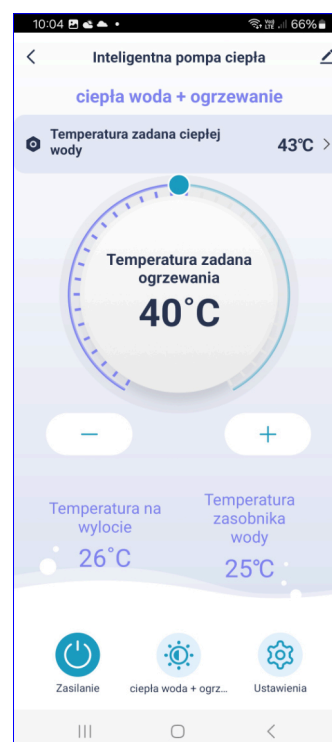 10:04
66%
Inteligentna pompa ciepła
ciepła woda + ogrzewanie
Temperatura zadana ciepłej
wody
43°C
Temperatura zadana
ogrzewania
40°C
Temperatura na
wylocie
26°C
Temperatura
zasobnika
wody
25°C
Zasilanie
ciepła woda + ogrz...
Ustawienia